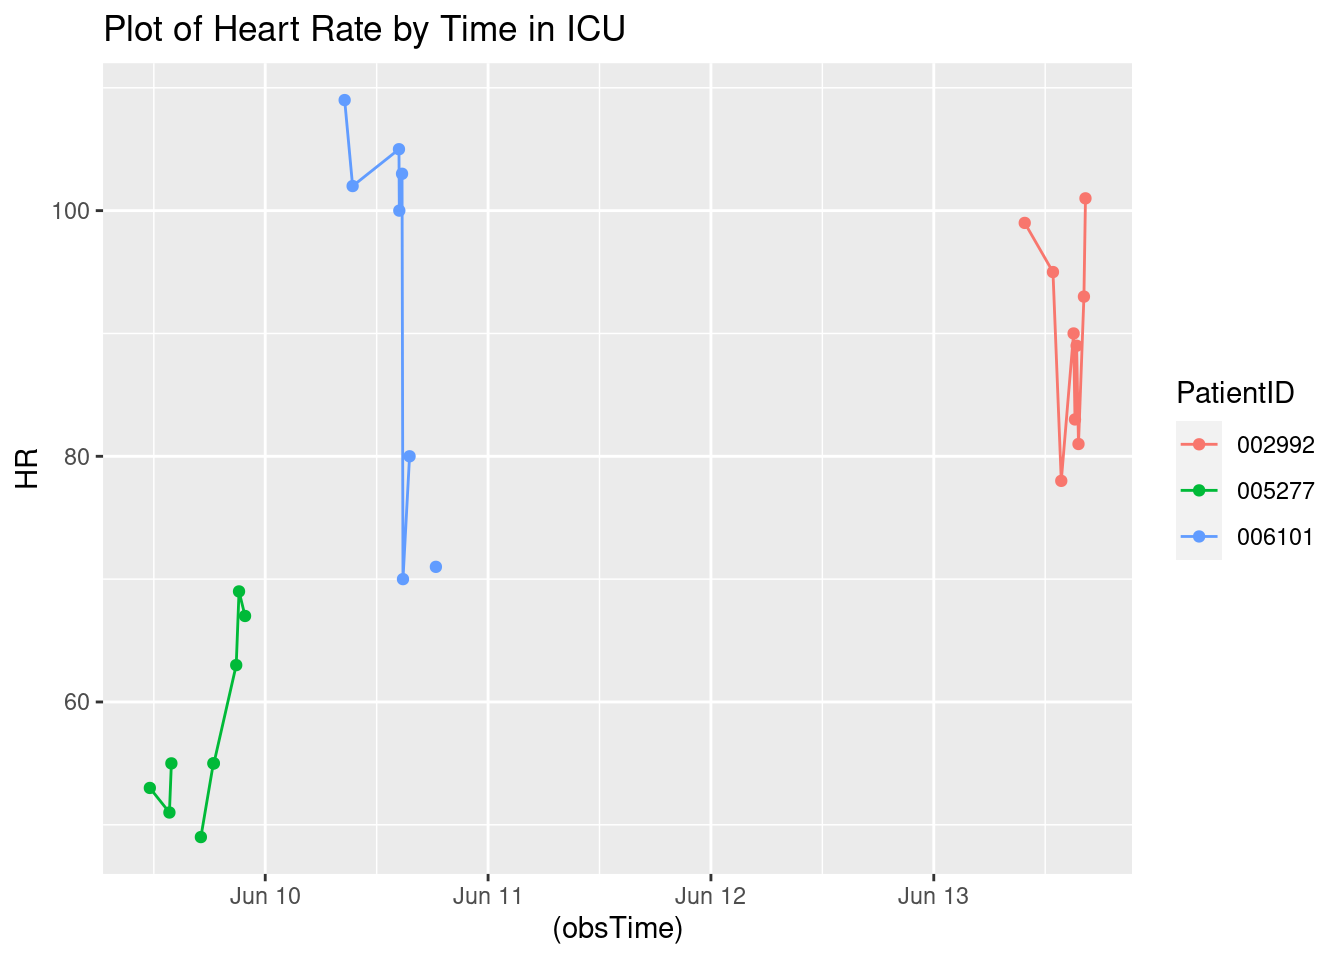 Plot of Heart Rate by Time in ICU
HR
100
80
60
Jun 10 Jun 11 Jun 12 Jun 13
(obsTime)
PatientID
002992
005277
006101